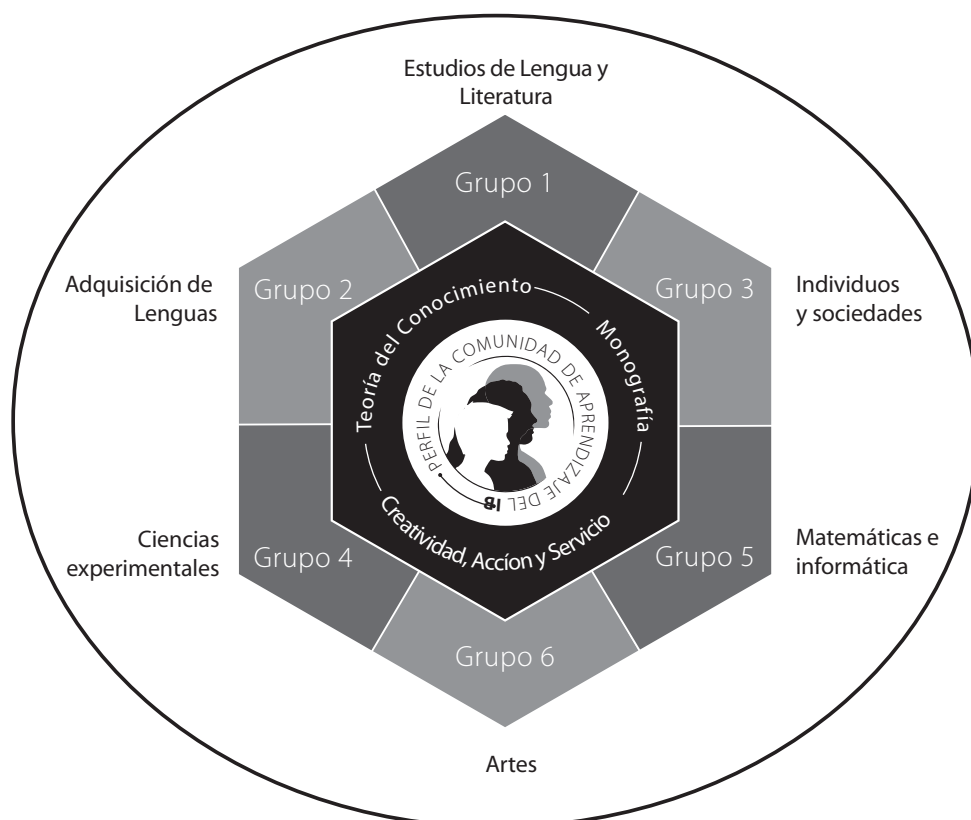 Estudios de Lengua y
Literatura
Grupo 1
Adquisición de
Lenguas
Grupo 2
Grupo 3
Individuos
y sociedades
Teoría del Conocimiento
Monografía
PERFIL DE LA COMUNIDAD DE APRENDIZAJE DEL IB
Creatividad, Accíon y Servicio
Ciencias
experimentales
Grupo 4
Grupo 5
Matemáticas e
informática
Grupo 6
Artes